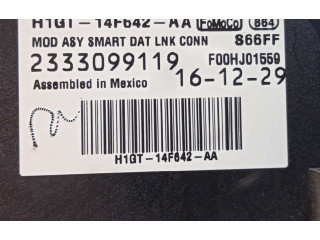 H1GT-14F642-AA FoMoCo 864
MOD ASY SMART DAT LNK CONN S66FF
2333099119 F00HJ01559
Assembled in Mexico 16-12-29
H1GT-14F642-AA